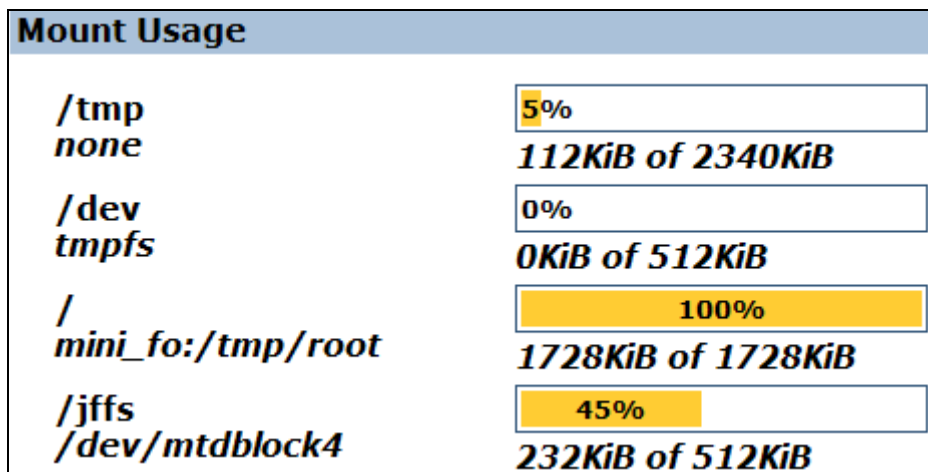 Mount Usage
/tmp
5%
none
112KiB of 2340KiB
/dev
0%
tmpfs
0KiB of 512KiB
/
100%
mini_fo:/tmp/root
1728KiB of 1728KiB
/jffs
45%
/dev/mtdblock4
232KiB of 512KiB